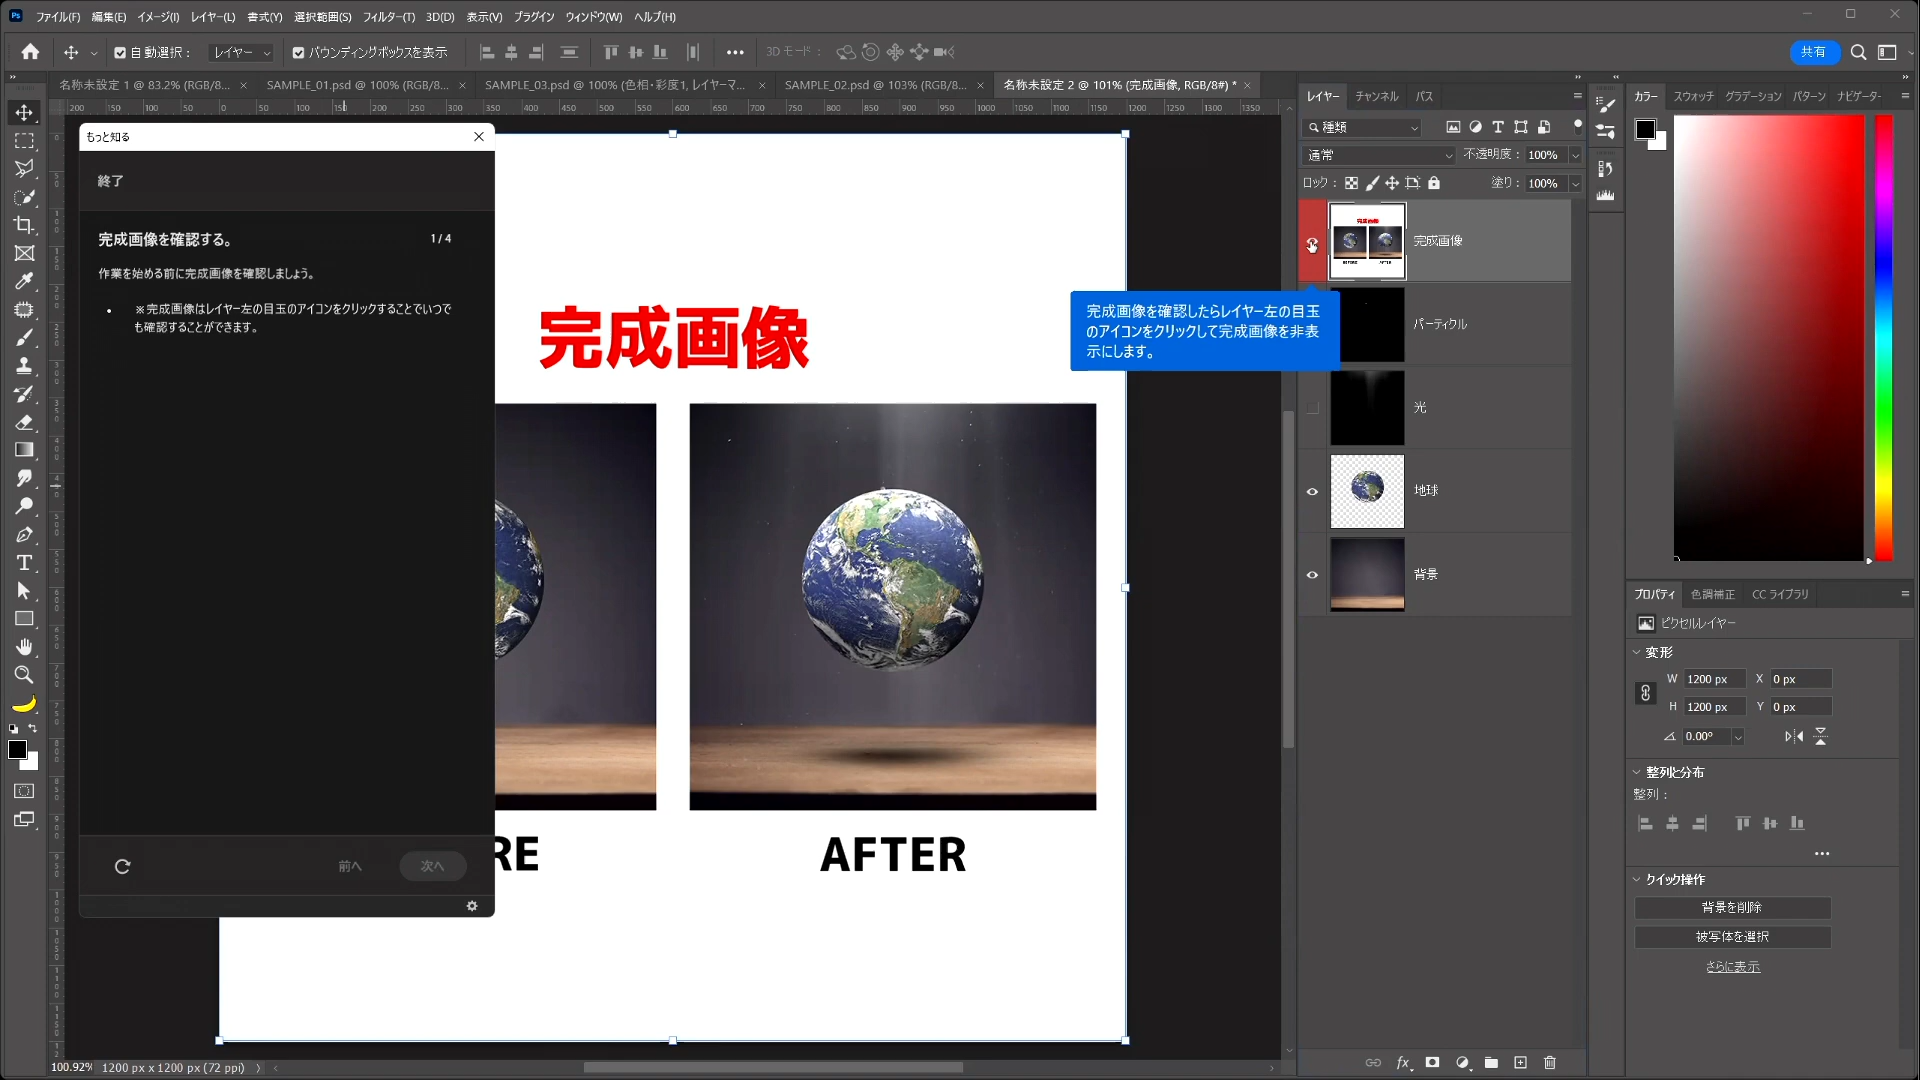 Ps ファイル(F) 編集(E) イメージ(I) レイヤー(L) 書式(Y) 選択範囲(S) フィルター(T) 3D(D) 表示(V) プラグイン ウィンドウ(W) ヘルプ(H)
自動選択： レイヤー バウンディングボックスを表示 3Dモード： 共有
名称未設定 1 @ 83.2% (RGB/8... × SAMPLE_01.psd @ 100% (RGB/8... × SAMPLE_03.psd @ 100% (色相・彩度1, レイヤーマ... × SAMPLE_02.psd @ 103% (RGB/8... × 名称未設定 2 @ 101% (完成画像, RGB/8#) * ×
もっと知る
終了
完成画像を確認する。 1 / 4
作業を始める前に完成画像を確認しましょう。
• ※完成画像はレイヤー左の目玉のアイコンをクリックすることでいつで
も確認することができます。
前へ 次へ
完成画像
RE
AFTER
完成画像を確認したらレイヤー左の目玉
のアイコンをクリックして完成画像を非表
示にします。
レイヤー チャンネル パス
種類
通常 不透明度： 100%
ロック： 塗り： 100%
完成画像
BEFORE AFTER
完成画像
パーティクル
光
地球
背景
カラー スウォッチ グラデーション パターン ナビゲーター
プロパティ 色調補正 CC ライブラリ
ピクセルレイヤー
変形
W 1200 px X 0 px
H 1200 px Y 0 px
0.00°
整列と分布
整列：
クイック操作
背景を削除
被写体を選択
さらに表示
fx
100.92% 1200 px x 1200 px (72 ppi)